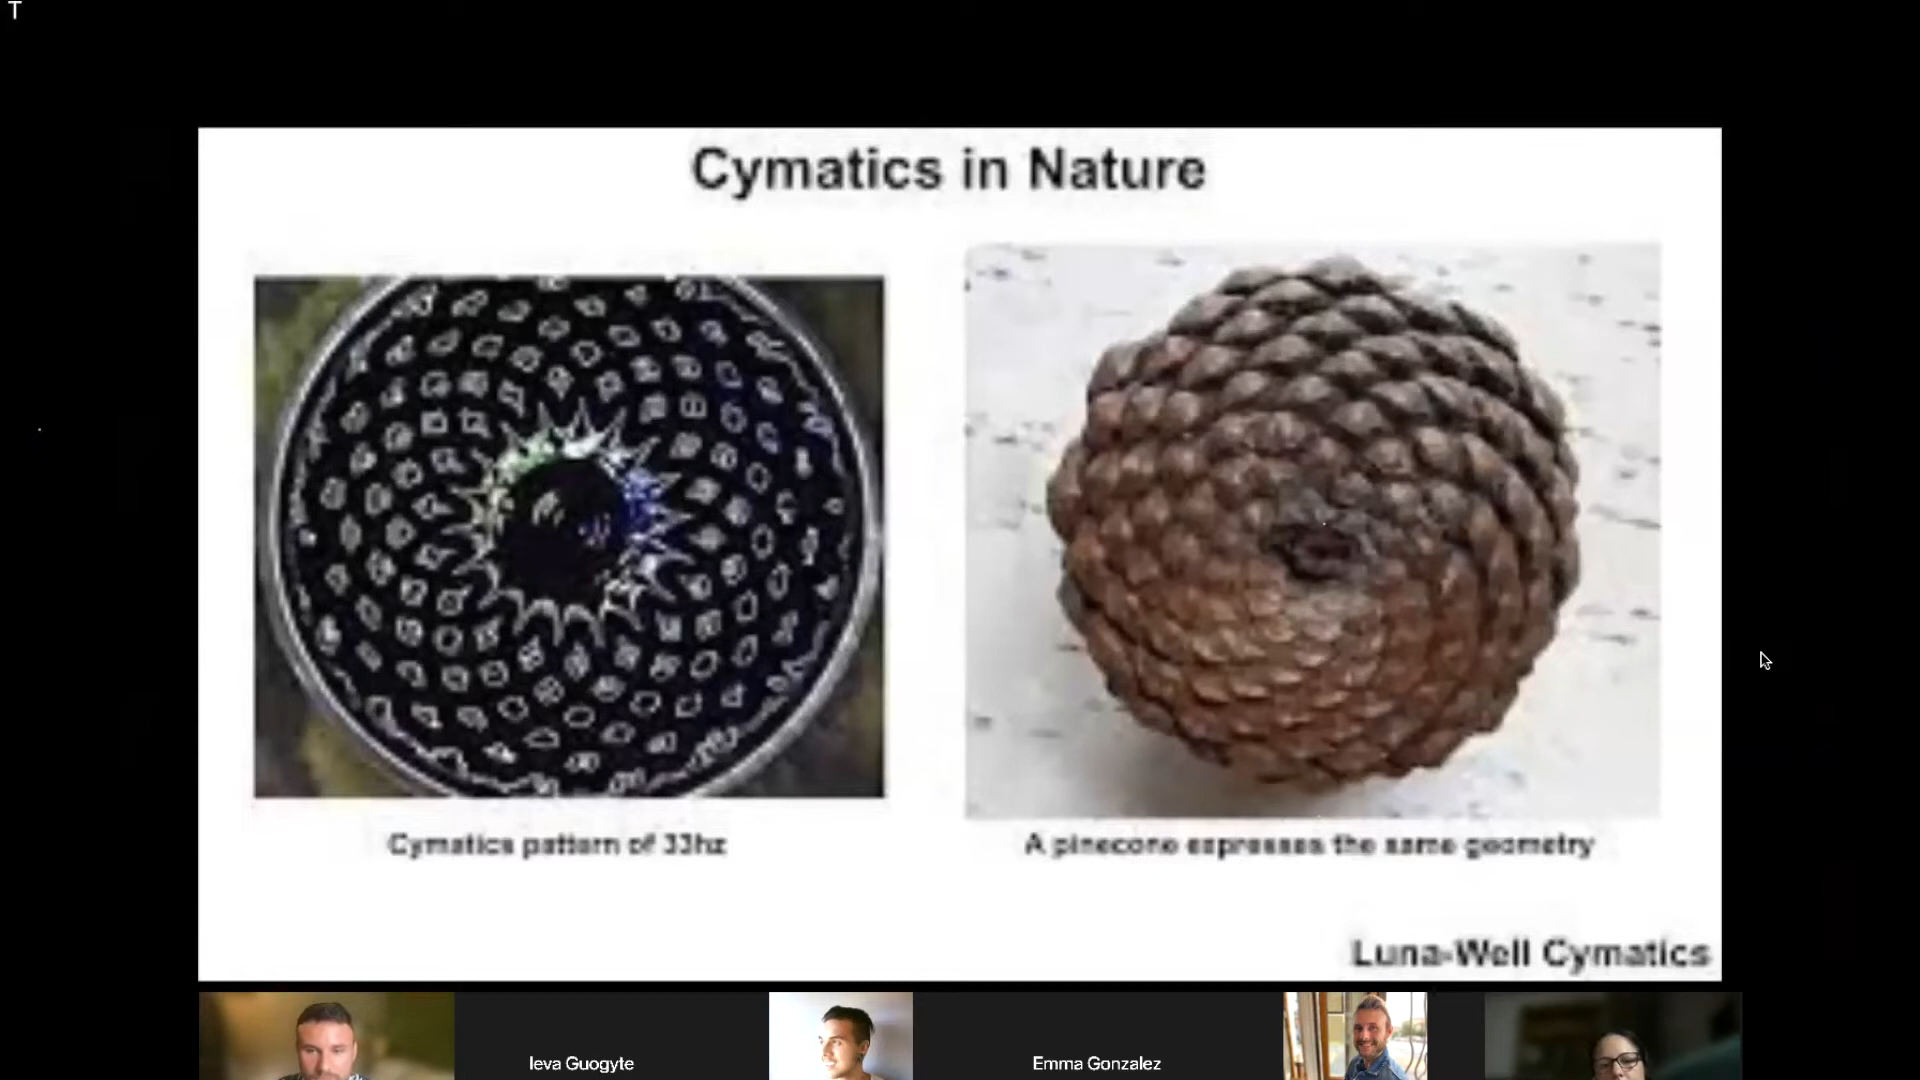 T
Cymatics in Nature
Cymatics pattern of 33hz
A pinecone expresses the same geometry
Luna-Well Cymatics
Ieva Guogyte
Emma Gonzalez